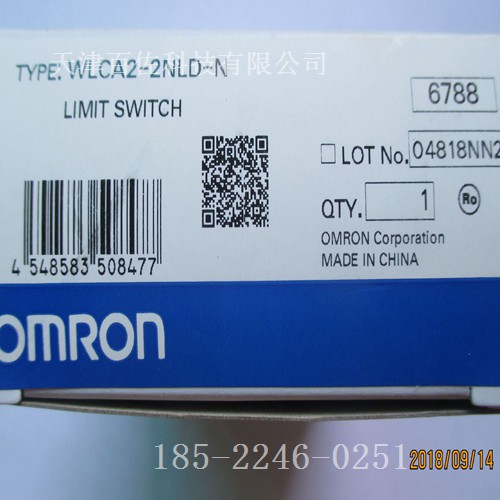 天津百佐科技有限公司
TYPE: WLCA2-2NLD-N
LIMIT SWITCH
6788
LOT No. 04818NN2
QTY. 1
Ro
OMRON Corporation
MADE IN CHINA
4 548583 508477
OMRON
185-2246-0251
2018/09/14